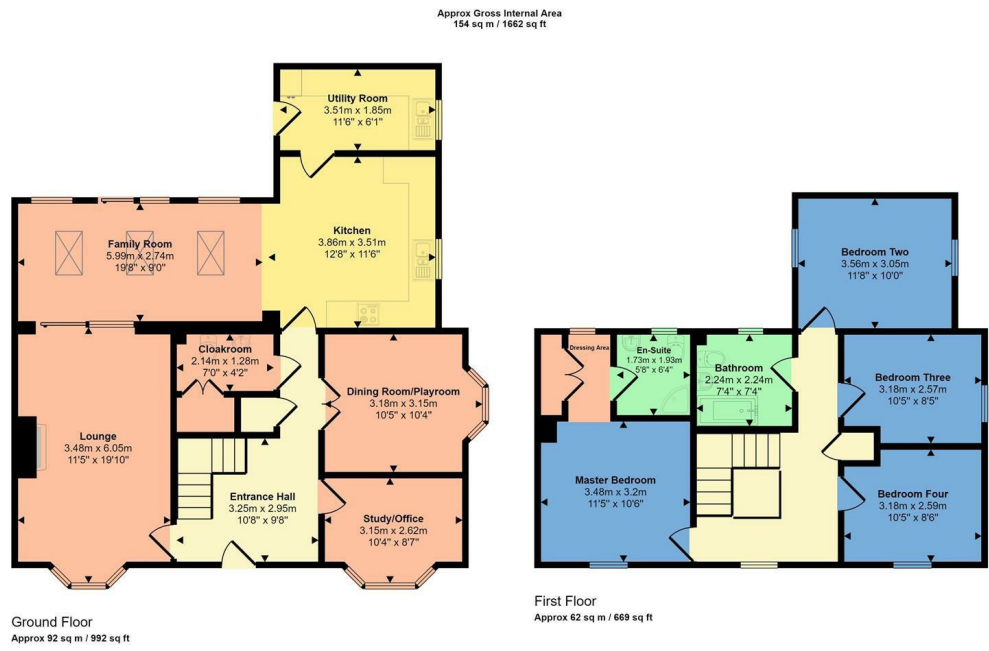 Approx Gross Internal Area
154 sq m / 1662 sq ft
Utility Room
3.51m x 1.85m
11'6" x 6'1"
Kitchen
3.86m x 3.51m
12'8" x 11'6"
Family Room
5.99m x 2.74m
19'8" x 9'0"
Cloakroom
2.14m x 1.28m
7'0" x 4'2"
Dining Room/Playroom
3.18m x 3.15m
10'5" x 10'4"
Lounge
3.48m x 6.05m
11'5" x 19'10"
Entrance Hall
3.25m x 2.95m
10'8" x 9'8"
Study/Office
3.15m x 2.62m
10'4" x 8'7"
Ground Floor
Approx 92 sq m / 992 sq ft
Bedroom Two
3.56m x 3.05m
11'8" x 10'0"
Dressing Area
En-Suite
1.73m x 1.93m
5'8" x 6'4"
Bathroom
2.24m x 2.24m
7'4" x 7'4"
Bedroom Three
3.18m x 2.57m
10'5" x 8'5"
Master Bedroom
3.48m x 3.2m
11'5" x 10'6"
Bedroom Four
3.18m x 2.59m
10'5" x 8'6"
First Floor
Approx 62 sq m / 669 sq ft